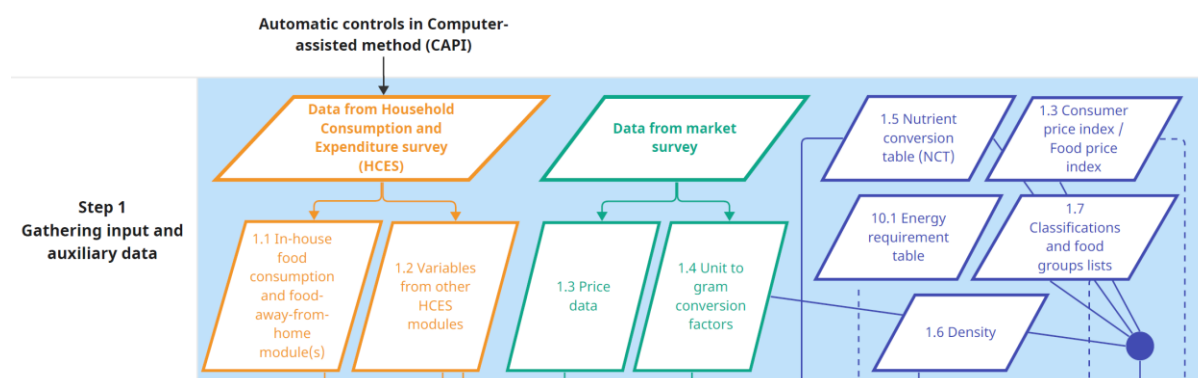 Automatic controls in Computer-
assisted method (CAPI)
Step 1
Gathering input and
auxiliary data
Data from Household
Consumption and
Expenditure survey
(HCES)
1.1 In-house
food
consumption
and food-
away-from-
home
module(s)
1.2 Variables
from other
HCES
modules
Data from market
survey
1.3 Price
data
1.4 Unit to
gram
conversion
factors
1.5 Nutrient
conversion
table (NCT)
1.3 Consumer
price index /
Food price
index
10.1 Energy
requirement
table
1.7
Classifications
and food
groups lists
1.6 Density